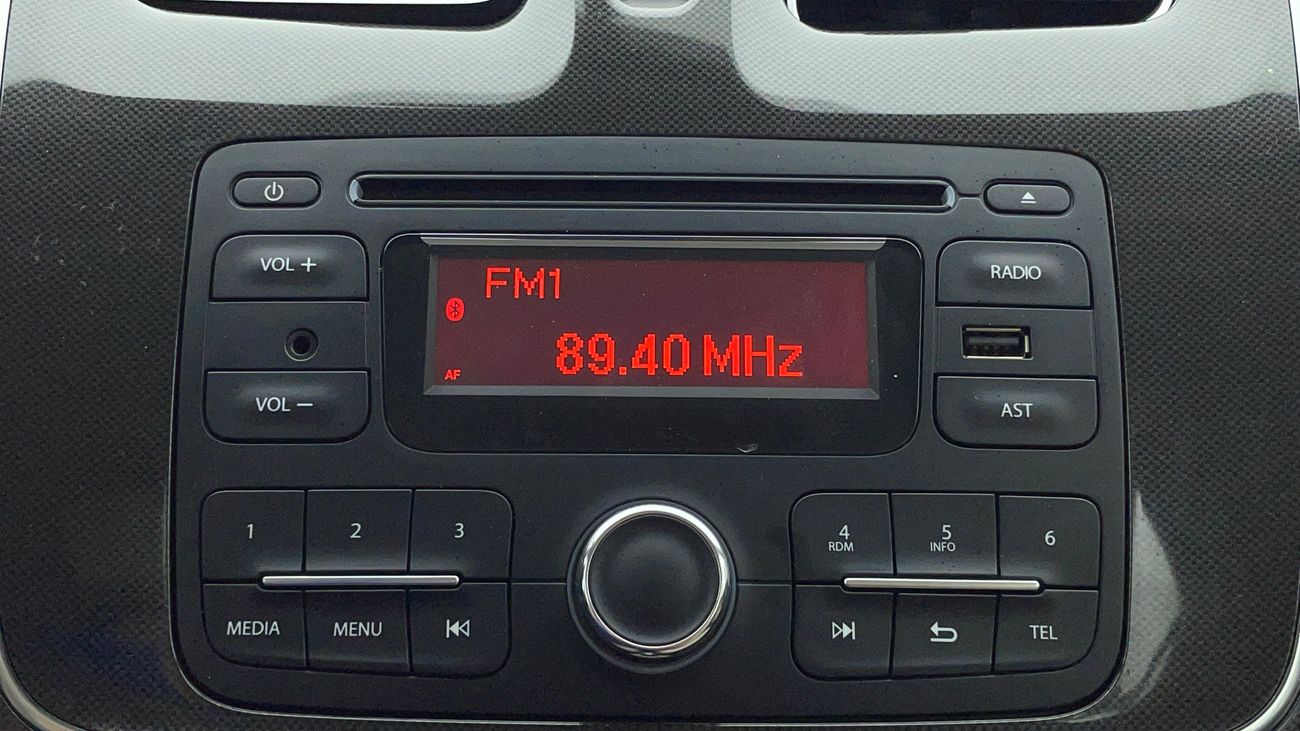 VOL +
RADIO
FM1
89.40 MHz
AF
VOL −
AST
1
2
3
4
RDM
5
INFO
6
MEDIA
MENU
TEL